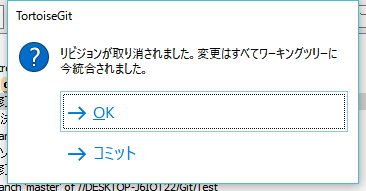 TortoiseGit
リビジョンが取り消されました。変更はすべてワーキングツリーに
今統合されました。
OK
コミット
anch 'master' of //DESKTOP-J6IOT22/Git/Test